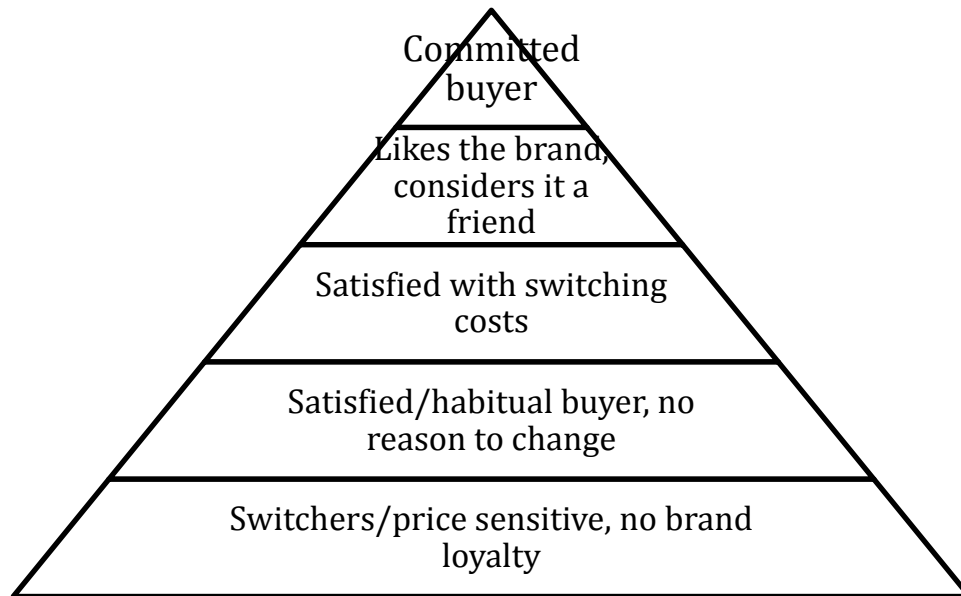 Committed
buyer
Likes the brand,
considers it a
friend
Satisfied with switching
costs
Satisfied/habitual buyer, no
reason to change
Switchers/price sensitive, no brand
loyalty